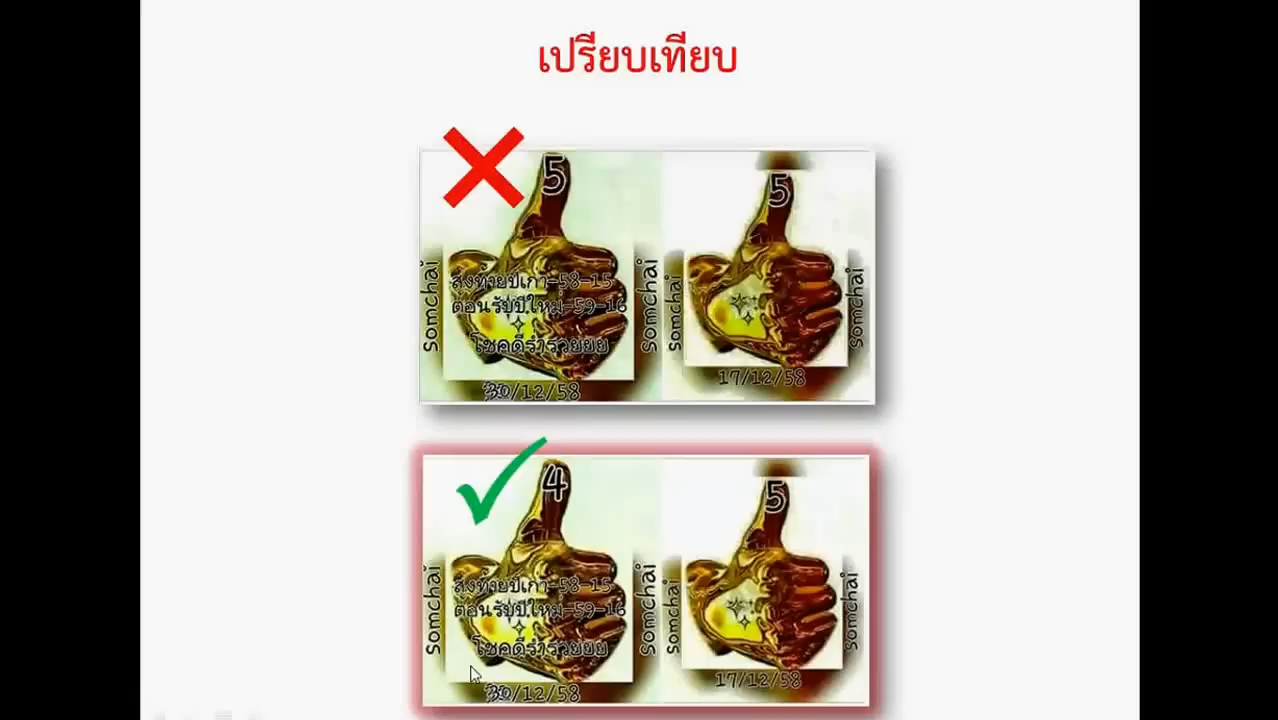 เปรียบเทียบ
5
5
Somchai
ส่งท้ายปีเก่า-58-15
ต้อนรับปีใหม่-59-16
โชคดีร่ำรวยยย
Somchai
Somchai
Somchai
30/12/58
17/12/58
4
5
Somchai
ส่งท้ายปีเก่า-58-15
ต้อนรับปีใหม่-59-16
โชคดีร่ำรวยยย
Somchai
Somchai
Somchai
30/12/58
17/12/58